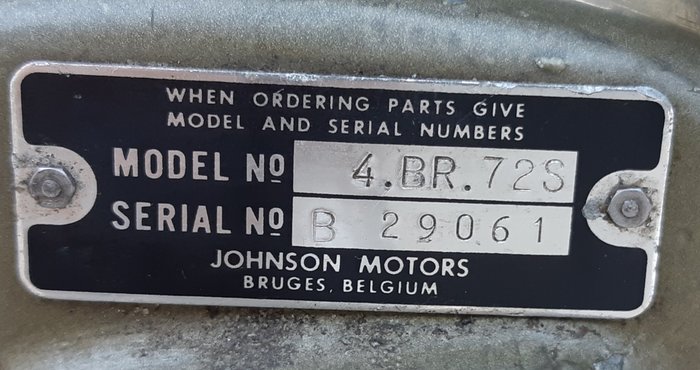 WHEN ORDERING PARTS GIVE
MODEL AND SERIAL NUMBERS
MODEL Nº 4.BR.72S
SERIAL Nº B 29061
JOHNSON MOTORS
BRUGES, BELGIUM